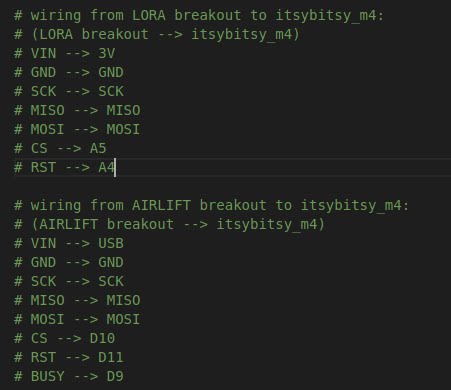 # wiring from LORA breakout to itsybitsy_m4:
# (LORA breakout --> itsybitsy_m4)
# VIN --> 3V
# GND --> GND
# SCK --> SCK
# MISO --> MISO
# MOSI --> MOSI
# CS --> A5
# RST --> A4
# wiring from AIRLIFT breakout to itsybitsy_m4:
# (AIRLIFT breakout --> itsybitsy_m4)
# VIN --> USB
# GND --> GND
# SCK --> SCK
# MISO --> MISO
# MOSI --> MOSI
# CS --> D10
# RST --> D11
# BUSY --> D9